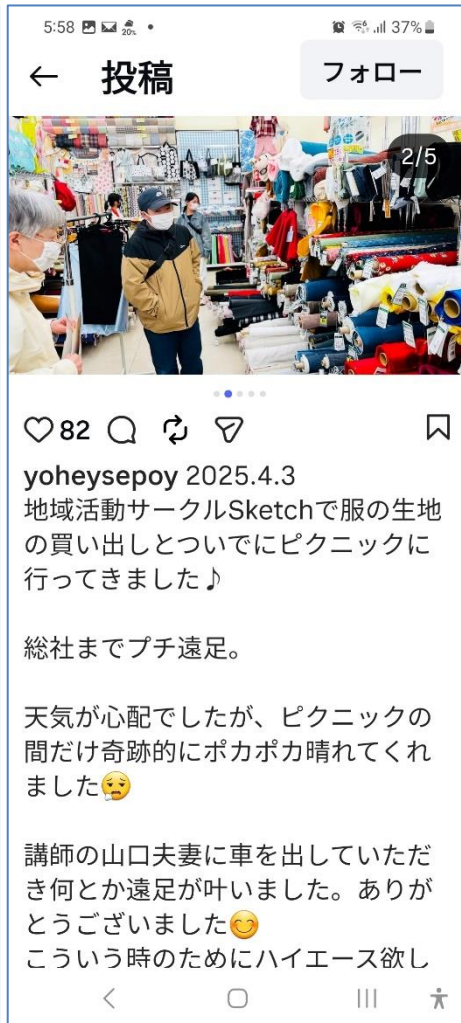 5:58 20% 37%
← 投稿 フォロー
2/5
82
yoheysepoy 2025.4.3
地域活動サークルSketchで服の生地
の買い出しとついでにピクニックに
行ってきました♪
総社までプチ遠足。
天気が心配でしたが、ピクニックの
間だけ奇跡的にポカポカ晴れてくれ
ました😮‍💨
講師の山口夫妻に車を出していただ
き何とか遠足が叶いました。ありが
とうございました😊
こういう時のためにハイエース欲し